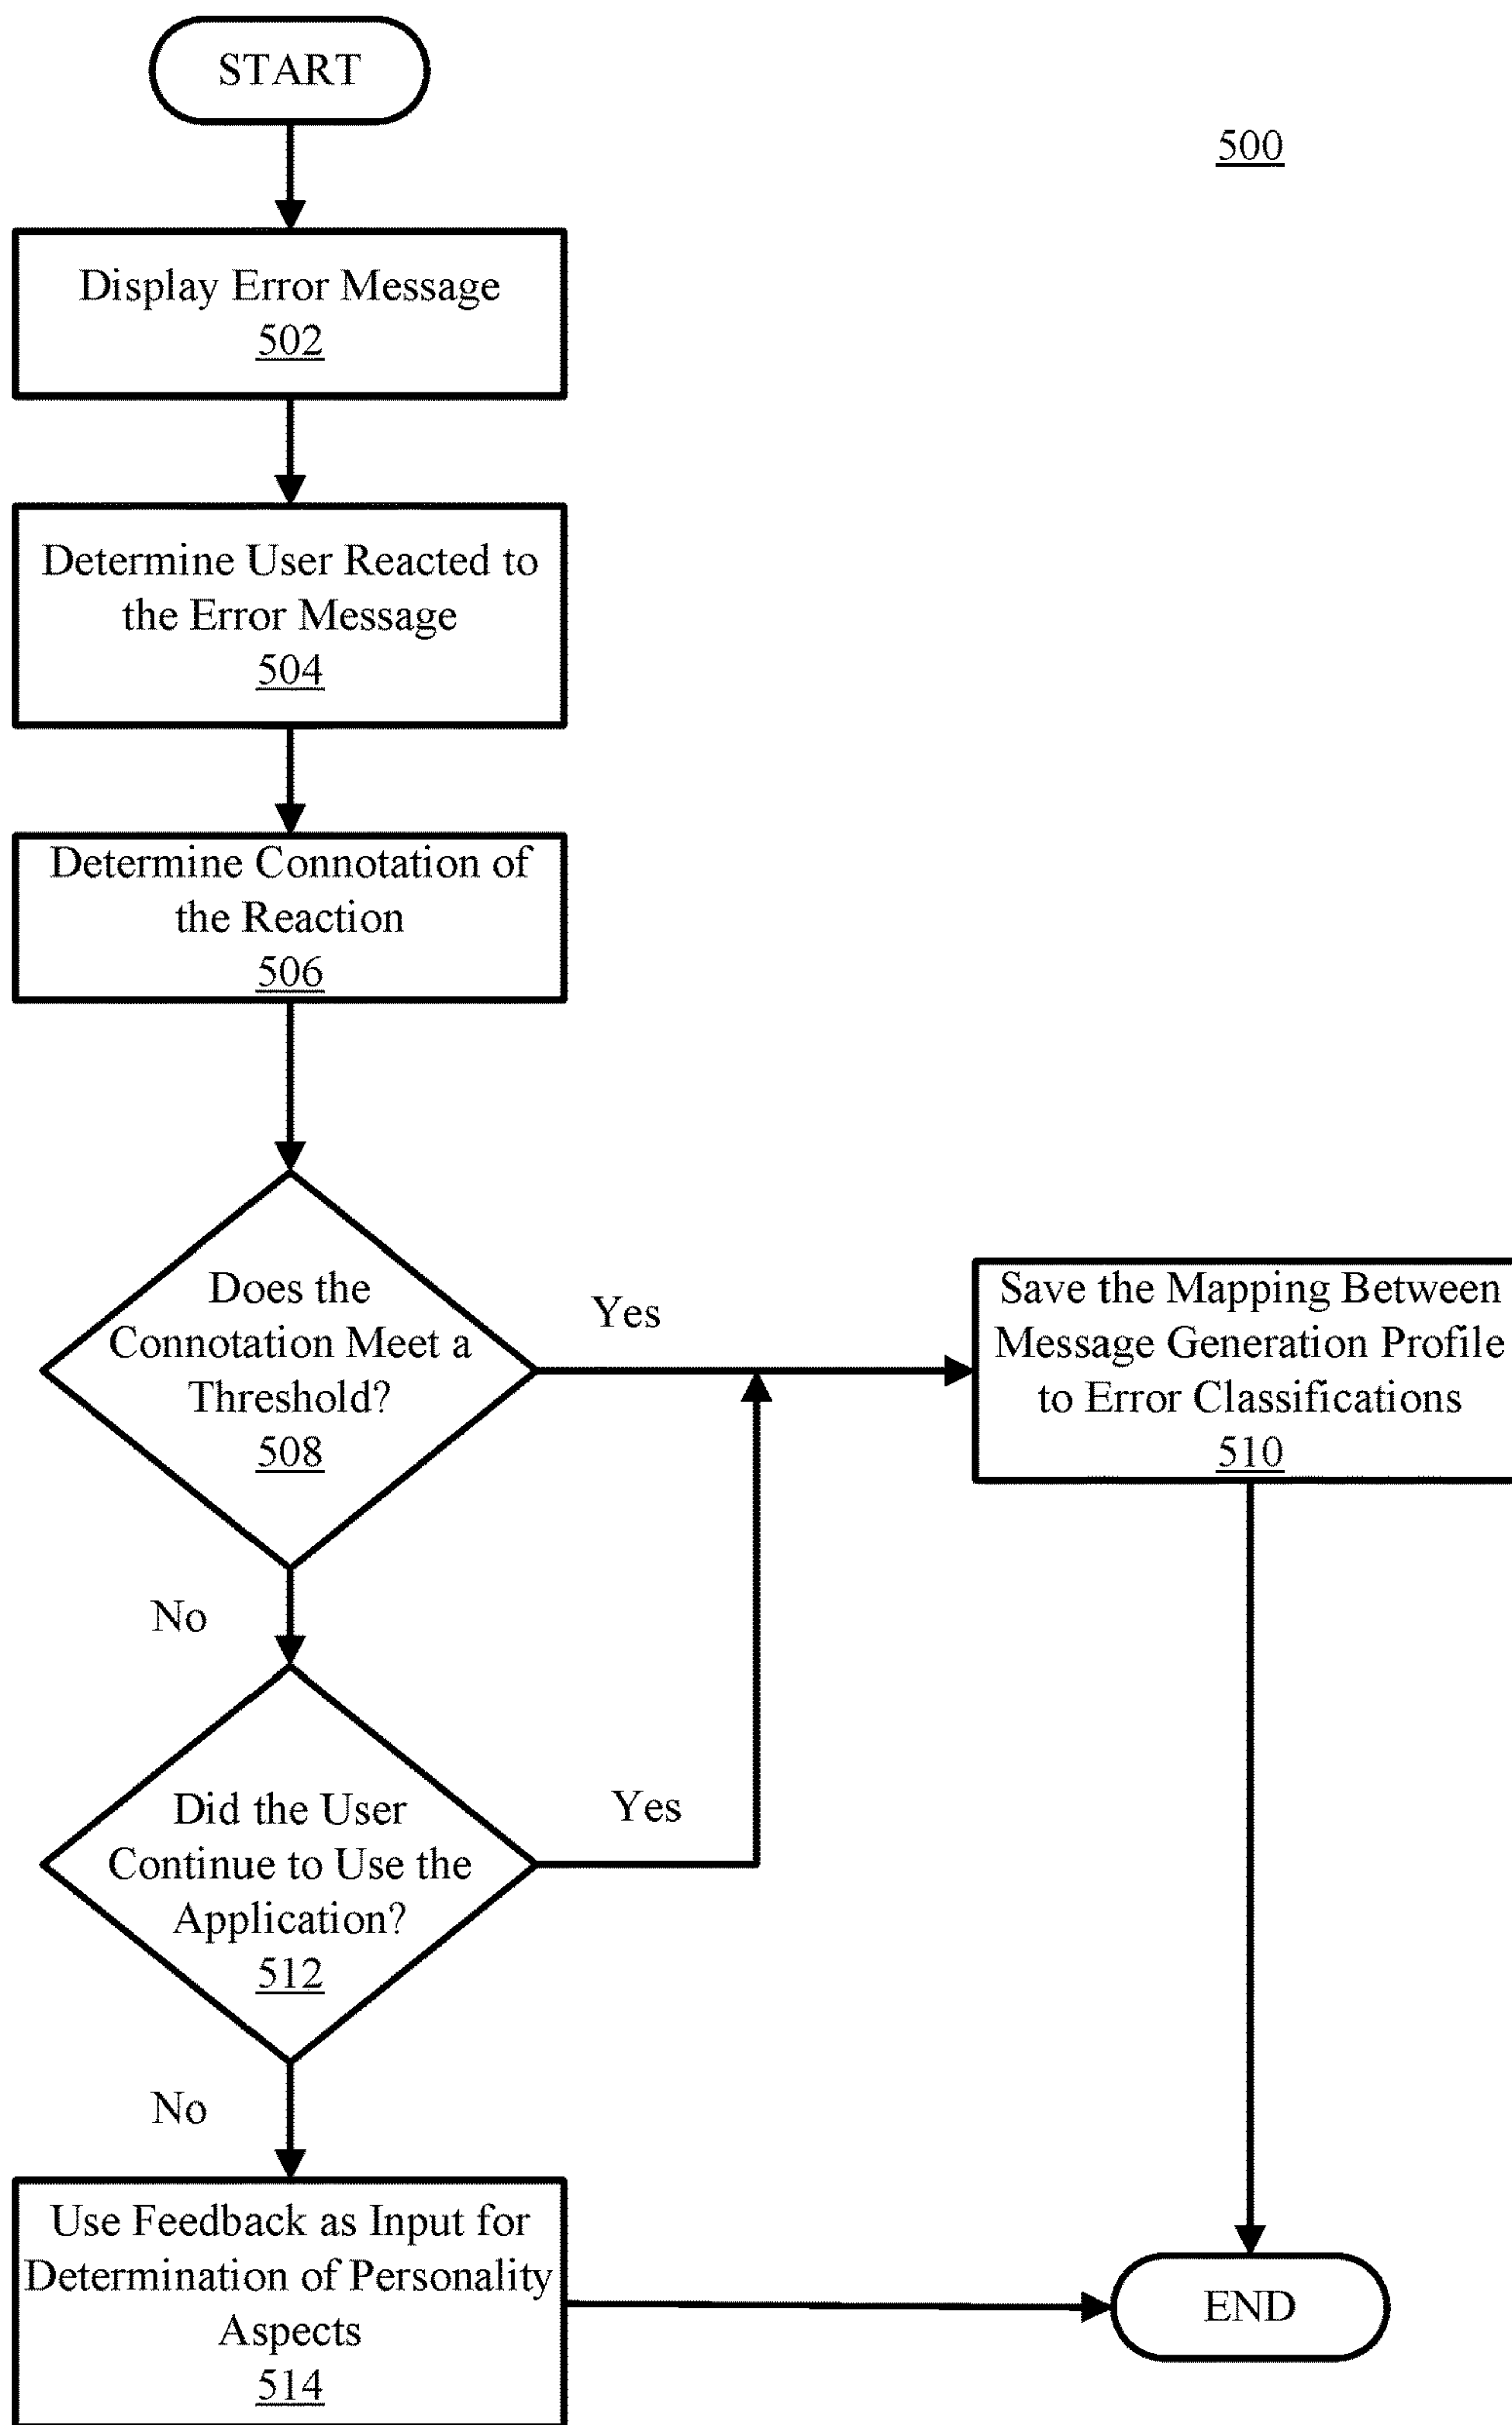 START
500
Display Error Message
502
Determine User Reacted to
the Error Message
504
Determine Connotation of
the Reaction
506
Does the
Connotation Meet a
Threshold?
508
Yes
Save the Mapping Between
Message Generation Profile
to Error Classifications
510
No
Did the User
Continue to Use the
Application?
512
Yes
No
Use Feedback as Input for
Determination of Personality
Aspects
514
END